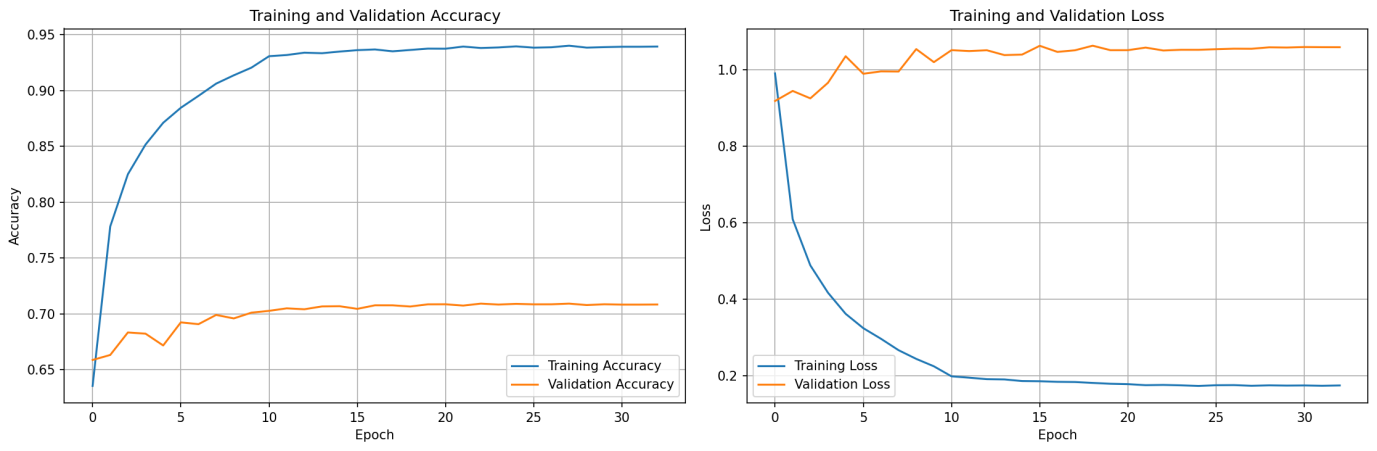 Training and Validation Accuracy
Accuracy
0.95
0.90
0.85
0.80
0.75
0.70
0.65
Training Accuracy
Validation Accuracy
0 5 10 15 20 25 30
Epoch
Training and Validation Loss
Loss
1.0
0.8
0.6
0.4
0.2
Training Loss
Validation Loss
0 5 10 15 20 25 30
Epoch